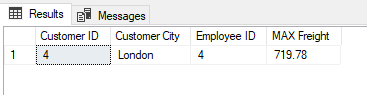 Results Messages
Customer ID Customer City Employee ID MAX Freight
1 4 London 4 719.78